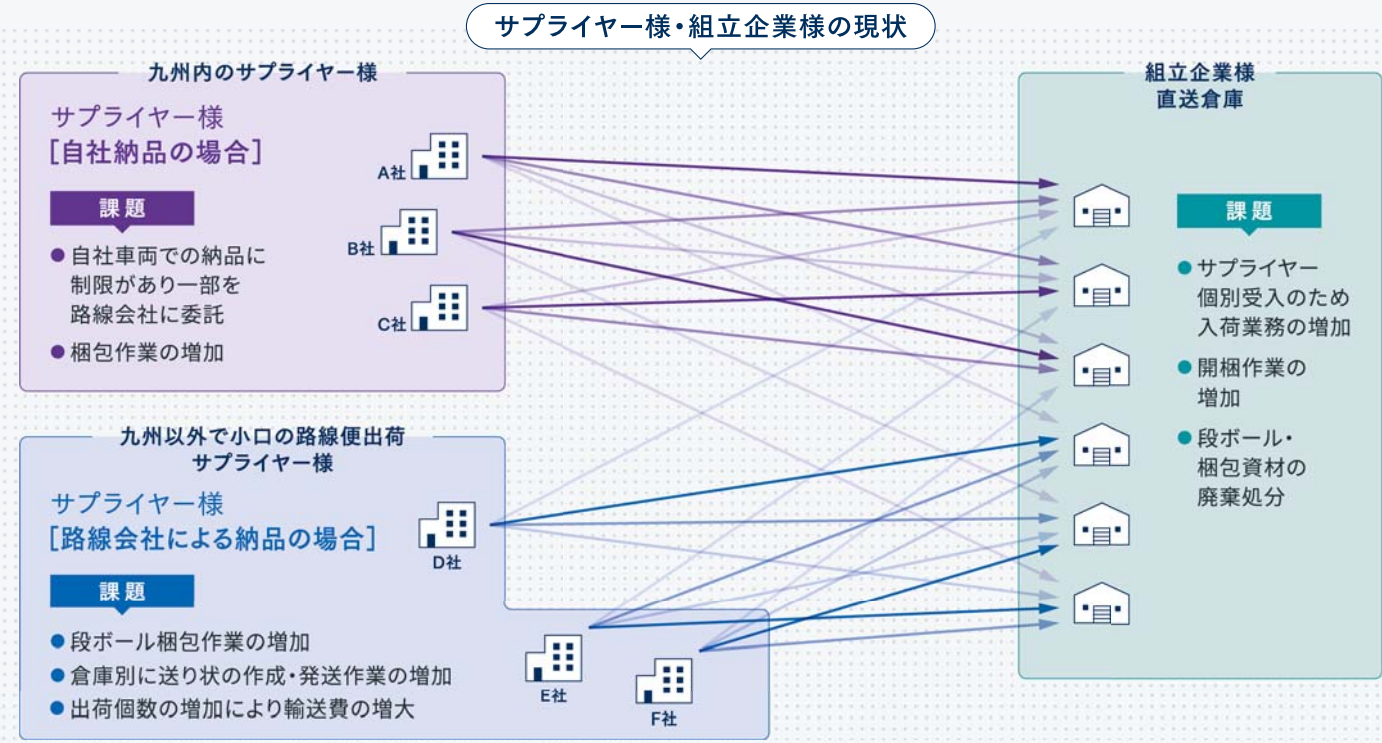 サプライヤー様・組立企業様の現状
九州内のサプライヤー様
サプライヤー様
[自社納品の場合]
課題
●自社車両での納品に
制限があり一部を
路線会社に委託
●梱包作業の増加
A社
B社
C社
九州以外で小口の路線便出荷
サプライヤー様
サプライヤー様
[路線会社による納品の場合]
課題
●段ボール梱包作業の増加
●倉庫別に送り状の作成・発送作業の増加
●出荷個数の増加により輸送費の増大
D社
E社
F社
組立企業様
直送倉庫
課題
●サプライヤー
個別受入のため
入荷業務の増加
●開梱作業の
増加
●段ボール・
梱包資材の
廃棄処分